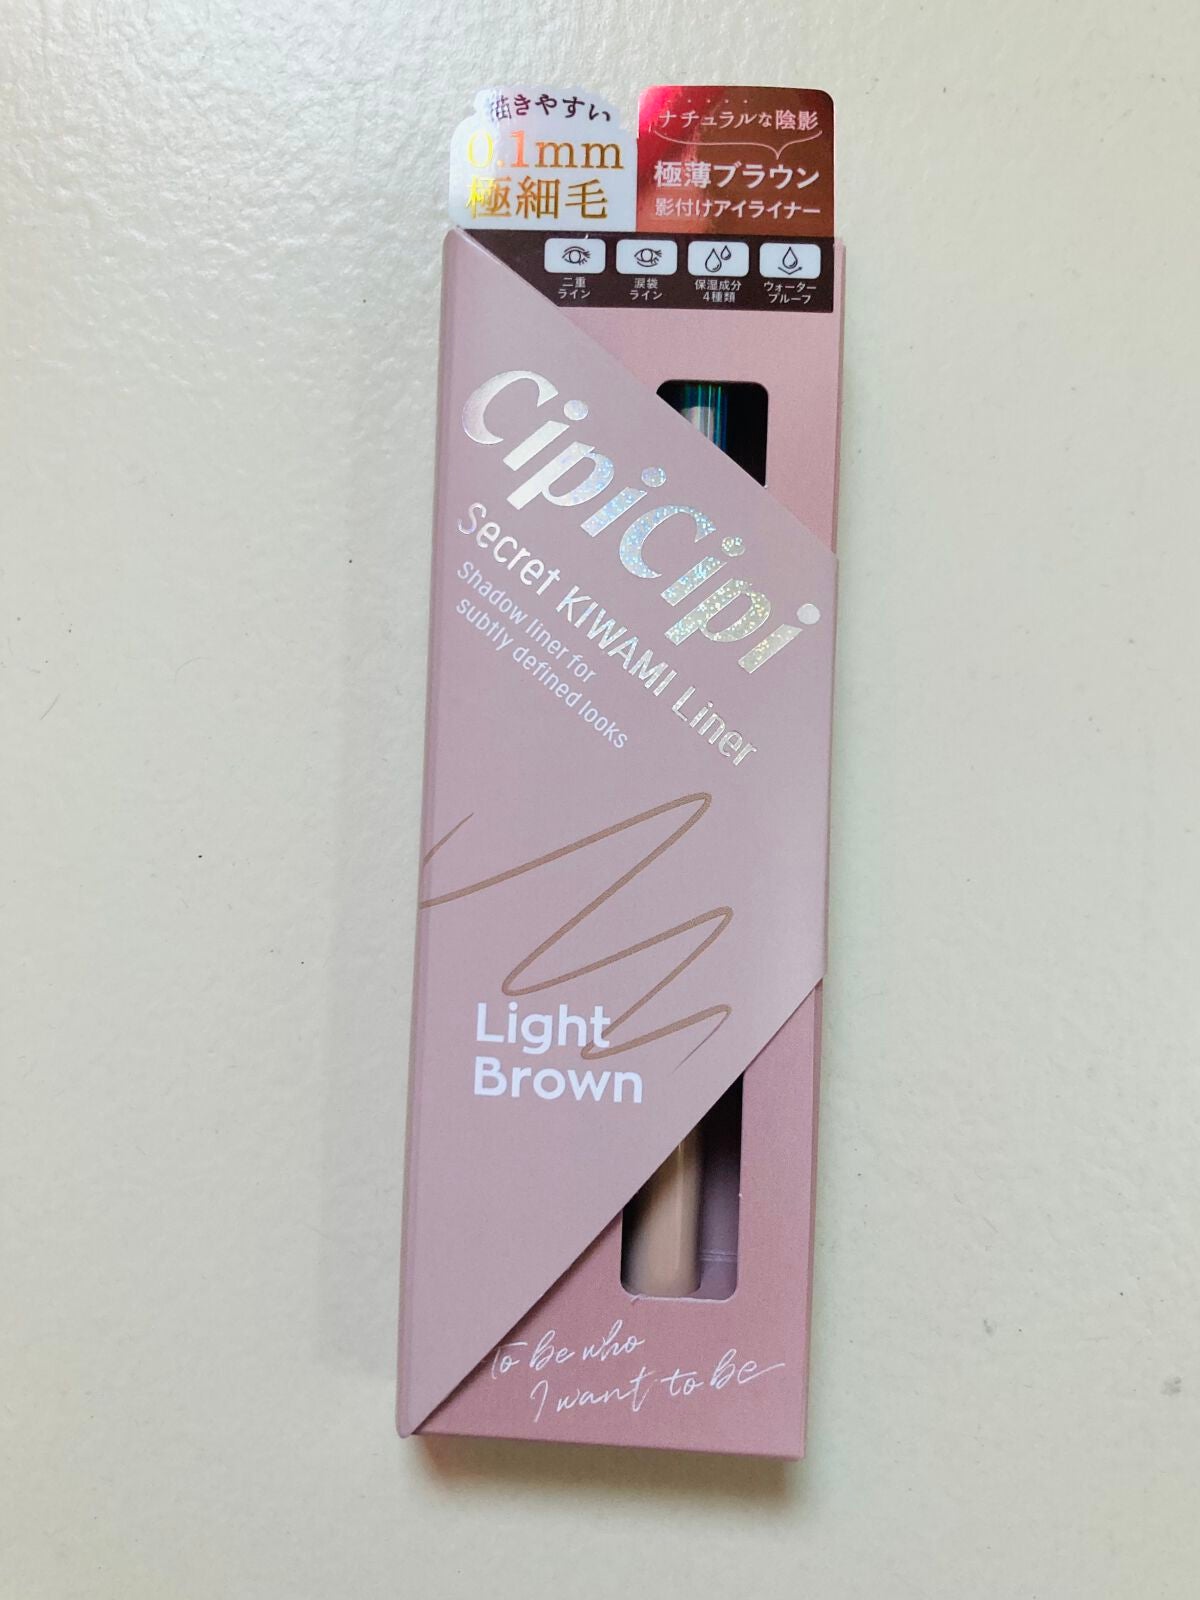 描きやすい
0.1mm
極細毛
ナチュラルな陰影
極薄ブラウン
影付けアイライナー
二重
ライン
涙袋
ライン
保湿成分
4種類
ウォーター
プルーフ
CipiCipi
Secret KIWAMI Liner
Shadow liner for
subtly defined looks
Light
Brown
To be who
I want to be